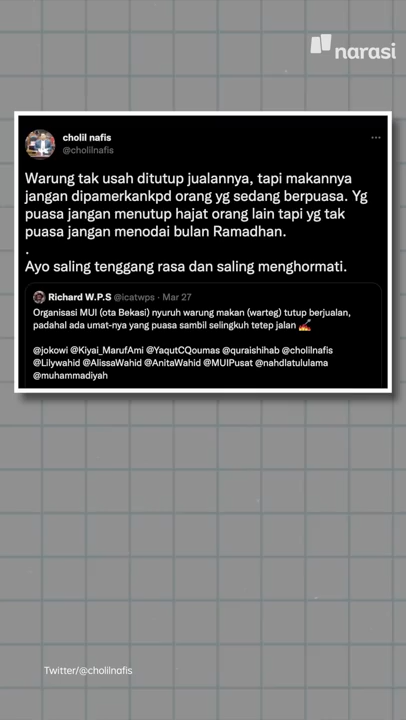 narasi
cholil nafis
@cholilnafis
Warung tak usah ditutup jualannya, tapi makannya
jangan dipamerkankpd orang yg sedang berpuasa. Yg
puasa jangan menutup hajat orang lain tapi yg tak
puasa jangan menodai bulan Ramadhan.
.
Ayo saling tenggang rasa dan saling menghormati.
Richard W.P.S @icatwps · Mar 27
Organisasi MUI (ota Bekasi) nyuruh warung makan (warteg) tutup berjualan,
padahal ada umat-nya yang puasa sambil selingkuh tetep jalan
@jokowi @Kiyai_MarufAmi @YaqutCQoumas @quraishihab @cholilnafis
@Lilywahid @AlissaWahid @AnitaWahid @MUIPusat @nahdlatululama
@muhammadiyah
Twitter/@cholilnafis